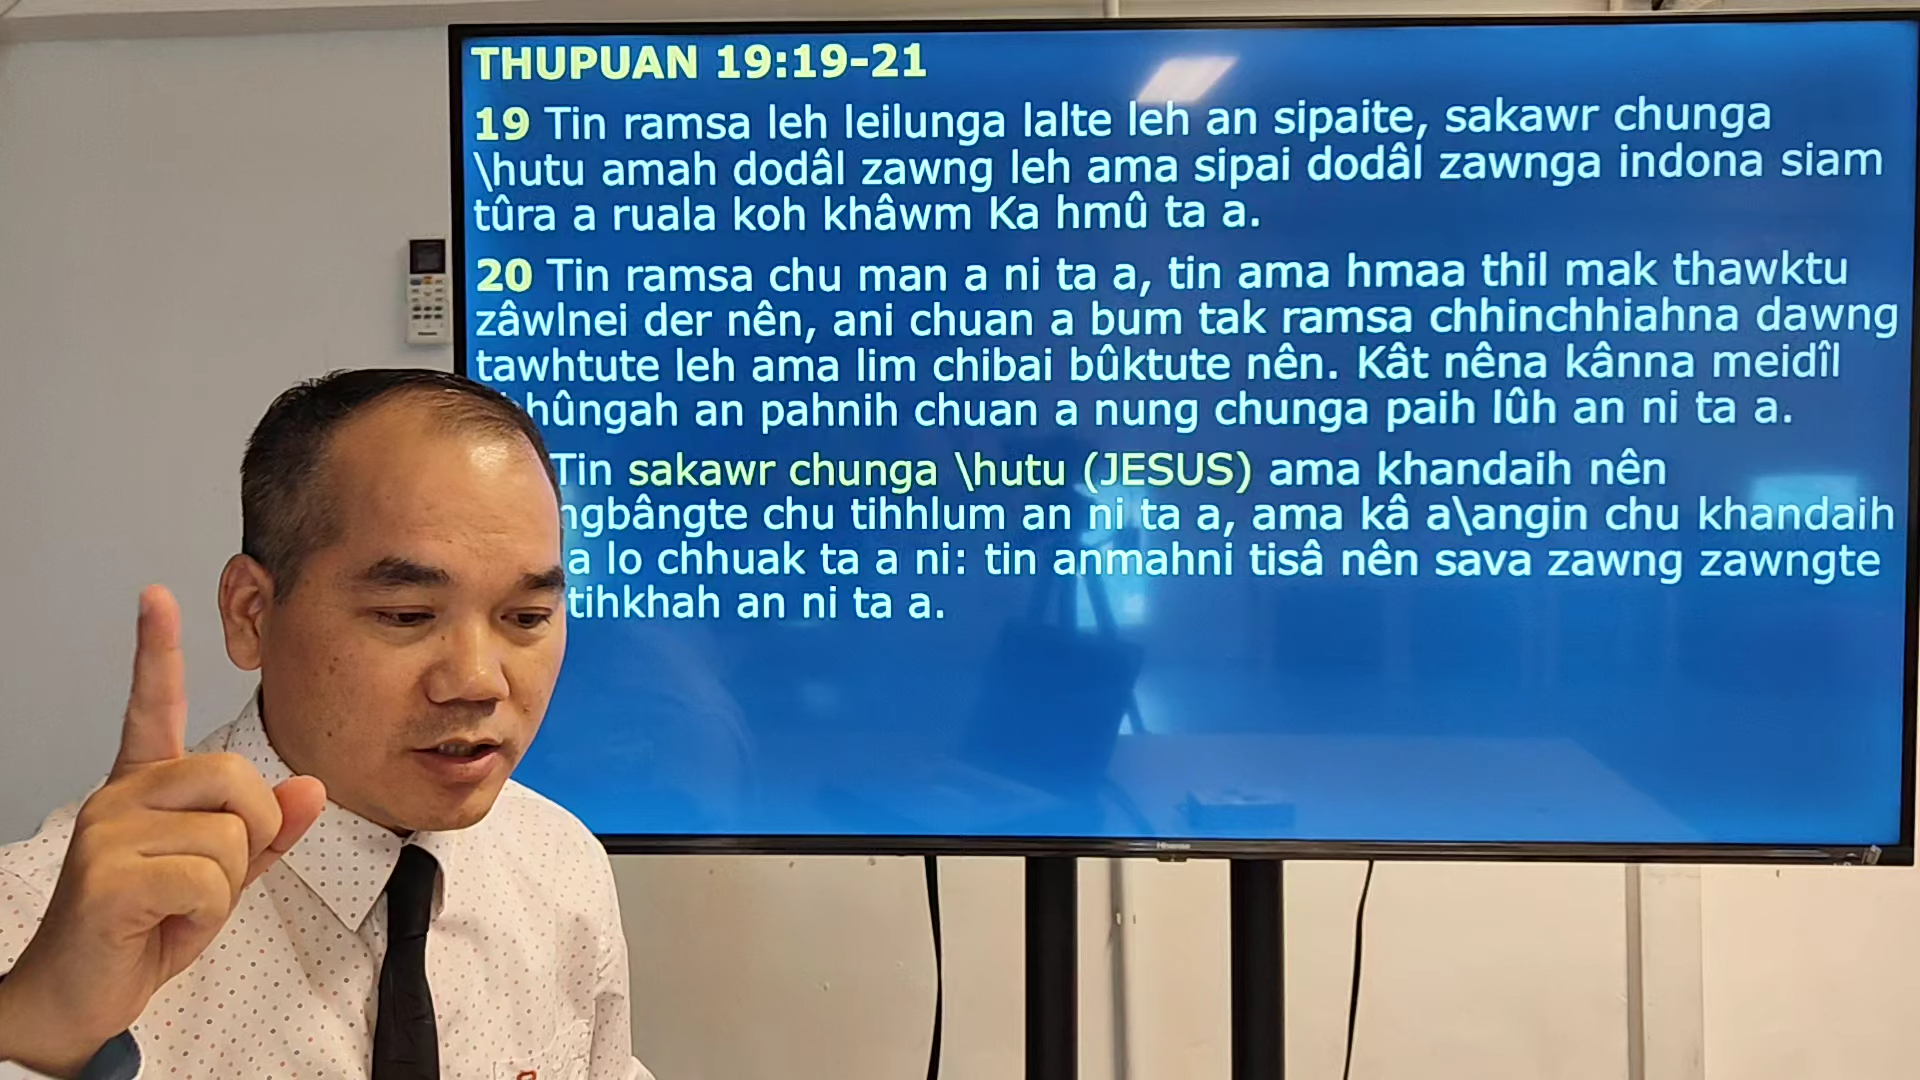 THUPUAN 19:19-21
19 Tin ramsa leh leilunga lalte leh an sipaite, sakawr chunga
\hutu amah dodâl zawng leh ama sipai dodâl zawnga indona siam
tûra a ruala koh khâwm Ka hmû ta a.
20 Tin ramsa chu man a ni ta a, tin ama hmaa thil mak thawktu
zâwlnei der nên, ani chuan a bum tak ramsa chhinchhiahna dawng
tawhtute leh ama lim chibai bûktute nên. Kât nêna kânna meidîl
an pahnih chuan a nung chunga paih lûh an ni ta a.
Tin sakawr chunga \hutu (JESUS) ama khandaih nên
chu tihhlum an ni ta a, ama kâ a\angin chu khandaih
a lo chhuak ta a ni: tin anmahni tisâ nên sava zawng zawngte
tihkhah an ni ta a.
Hisense